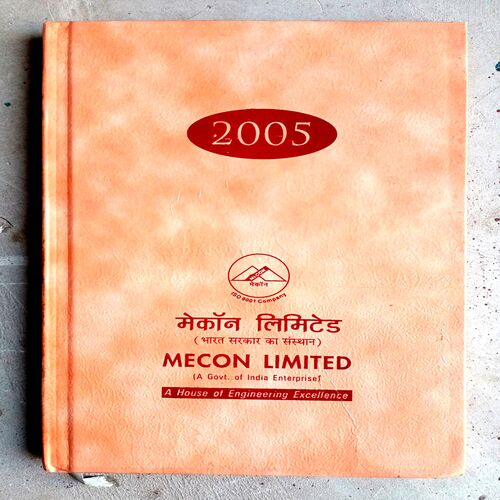 2005
मेकॉन
ISO 9001 Company
मेकॉन लिमिटेड
(भारत सरकार का संस्थान)
MECON LIMITED
(A Govt. of India Enterprise)
A House of Engineering Excellence